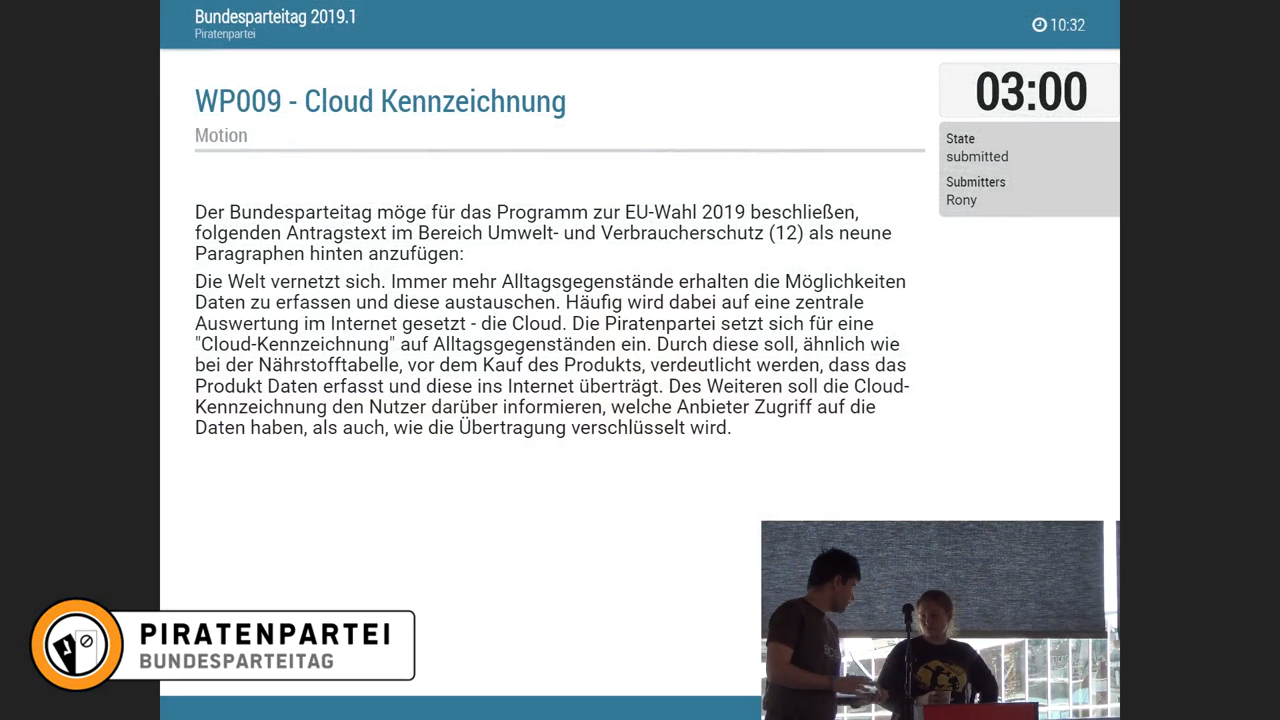 Bundesparteitag 2019.1
Piratenpartei
10:32
WP009 - Cloud Kennzeichnung
Motion
03:00
State
submitted
Submitters
Rony
Der Bundesparteitag möge für das Programm zur EU-Wahl 2019 beschließen,
folgenden Antragstext im Bereich Umwelt- und Verbraucherschutz (12) als neune
Paragraphen hinten anzufügen:
Die Welt vernetzt sich. Immer mehr Alltagsgegenstände erhalten die Möglichkeiten
Daten zu erfassen und diese austauschen. Häufig wird dabei auf eine zentrale
Auswertung im Internet gesetzt - die Cloud. Die Piratenpartei setzt sich für eine
"Cloud-Kennzeichnung" auf Alltagsgegenständen ein. Durch diese soll, ähnlich wie
bei der Nährstofftabelle, vor dem Kauf des Produkts, verdeutlicht werden, dass das
Produkt Daten erfasst und diese ins Internet überträgt. Des Weiteren soll die Cloud-
Kennzeichnung den Nutzer darüber informieren, welche Anbieter Zugriff auf die
Daten haben, als auch, wie die Übertragung verschlüsselt wird.
PIRATENPARTEI
BUNDESPARTEITAG